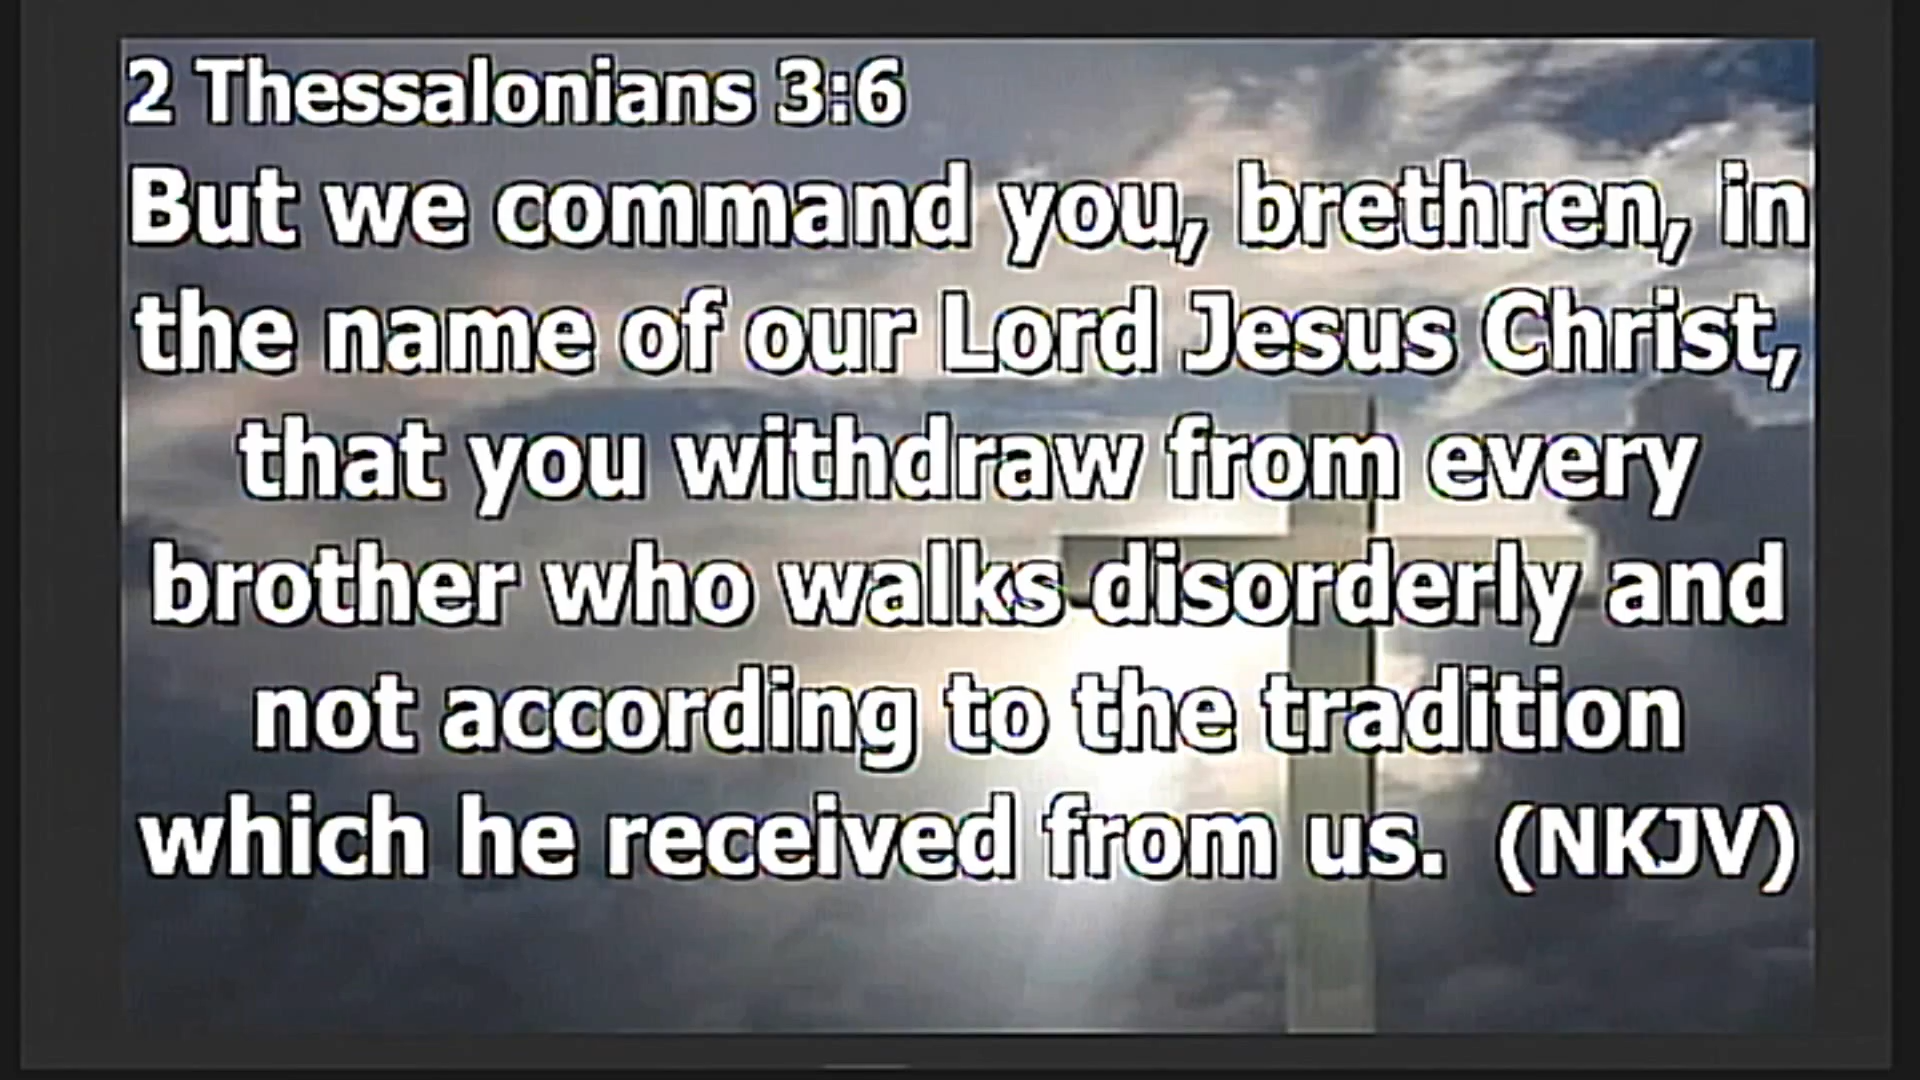 2 Thessalonians 3:6
But we command you, brethren, in
the name of our Lord Jesus Christ,
that you withdraw from every
brother who walks disorderly and
not according to the tradition
which he received from us. (NKJV)